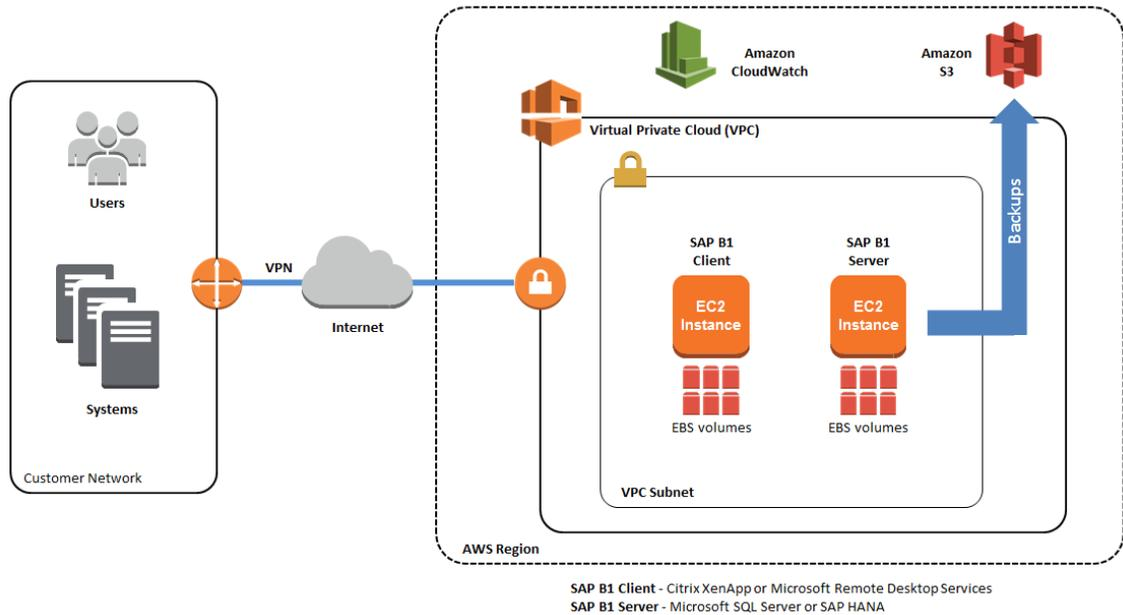 Amazon
CloudWatch
Amazon
S3
Virtual Private Cloud (VPC)
Users
SAP B1
Client
SAP B1
Server
Backups
VPN
EC2
Instance
EC2
Instance
Internet
Systems
EBS volumes
EBS volumes
Customer Network
VPC Subnet
AWS Region
SAP B1 Client - Citrix XenApp or Microsoft Remote Desktop Services
SAP B1 Server - Microsoft SQL Server or SAP HANA